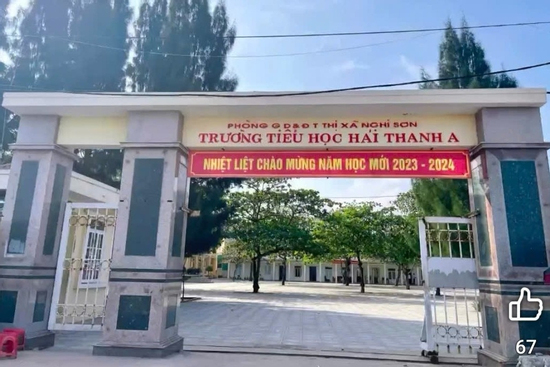 PHÒNG GD&ĐT THỊ XÃ NGHI SƠN
TRƯỜNG TIỂU HỌC HẢI THANH A
NHIỆT LIỆT CHÀO MỪNG NĂM HỌC MỚI 2023 - 2024
67